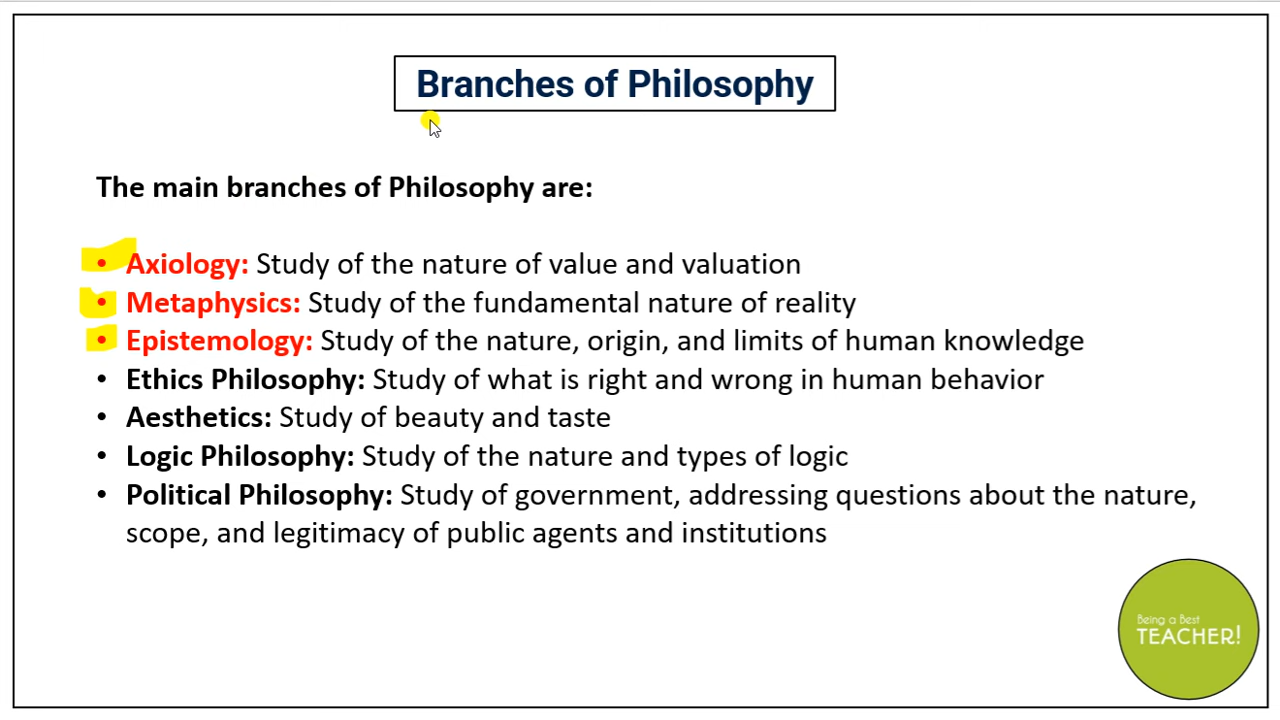 Branches of Philosophy
The main branches of Philosophy are:
• Axiology: Study of the nature of value and valuation
• Metaphysics: Study of the fundamental nature of reality
• Epistemology: Study of the nature, origin, and limits of human knowledge
• Ethics Philosophy: Study of what is right and wrong in human behavior
• Aesthetics: Study of beauty and taste
• Logic Philosophy: Study of the nature and types of logic
• Political Philosophy: Study of government, addressing questions about the nature,
scope, and legitimacy of public agents and institutions
Being a Best
TEACHER!